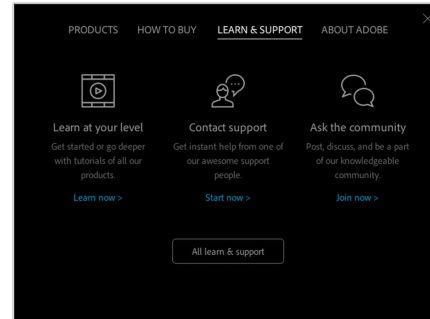 PRODUCTS HOW TO BUY LEARN & SUPPORT ABOUT ADOBE
Learn at your level
Get started or go deeper
with tutorials of all our
products.
Learn now >
Contact support
Get instant help from one of
our awesome support
people.
Start now >
Ask the community
Post, discuss, and be a part
of our knowledgeable
community.
Join now >
All learn & support